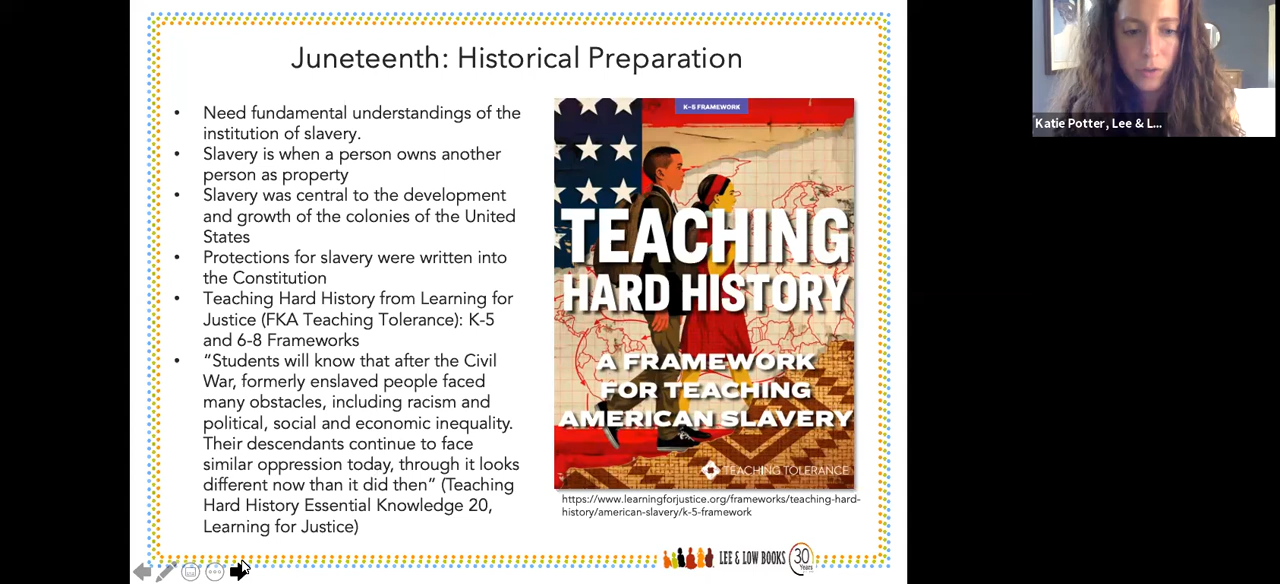 Juneteenth: Historical Preparation
• Need fundamental understandings of the
institution of slavery.
• Slavery is when a person owns another
person as property
• Slavery was central to the development
and growth of the colonies of the United
States
• Protections for slavery were written into
the Constitution
• Teaching Hard History from Learning for
Justice (FKA Teaching Tolerance): K-5
and 6-8 Frameworks
• “Students will know that after the Civil
War, formerly enslaved people faced
many obstacles, including racism and
political, social and economic inequality.
Their descendants continue to face
similar oppression today, through it looks
different now than it did then” (Teaching
Hard History Essential Knowledge 20,
Learning for Justice)
K–5 FRAMEWORK
TEACHING
HARD HISTORY
A FRAMEWORK
FOR TEACHING
AMERICAN SLAVERY
TEACHING TOLERANCE
https://www.learningforjustice.org/frameworks/teaching-hard-
history/american-slavery/k-5-framework
LEE & LOW BOOKS
30
Years
Katie Potter, Lee & L...